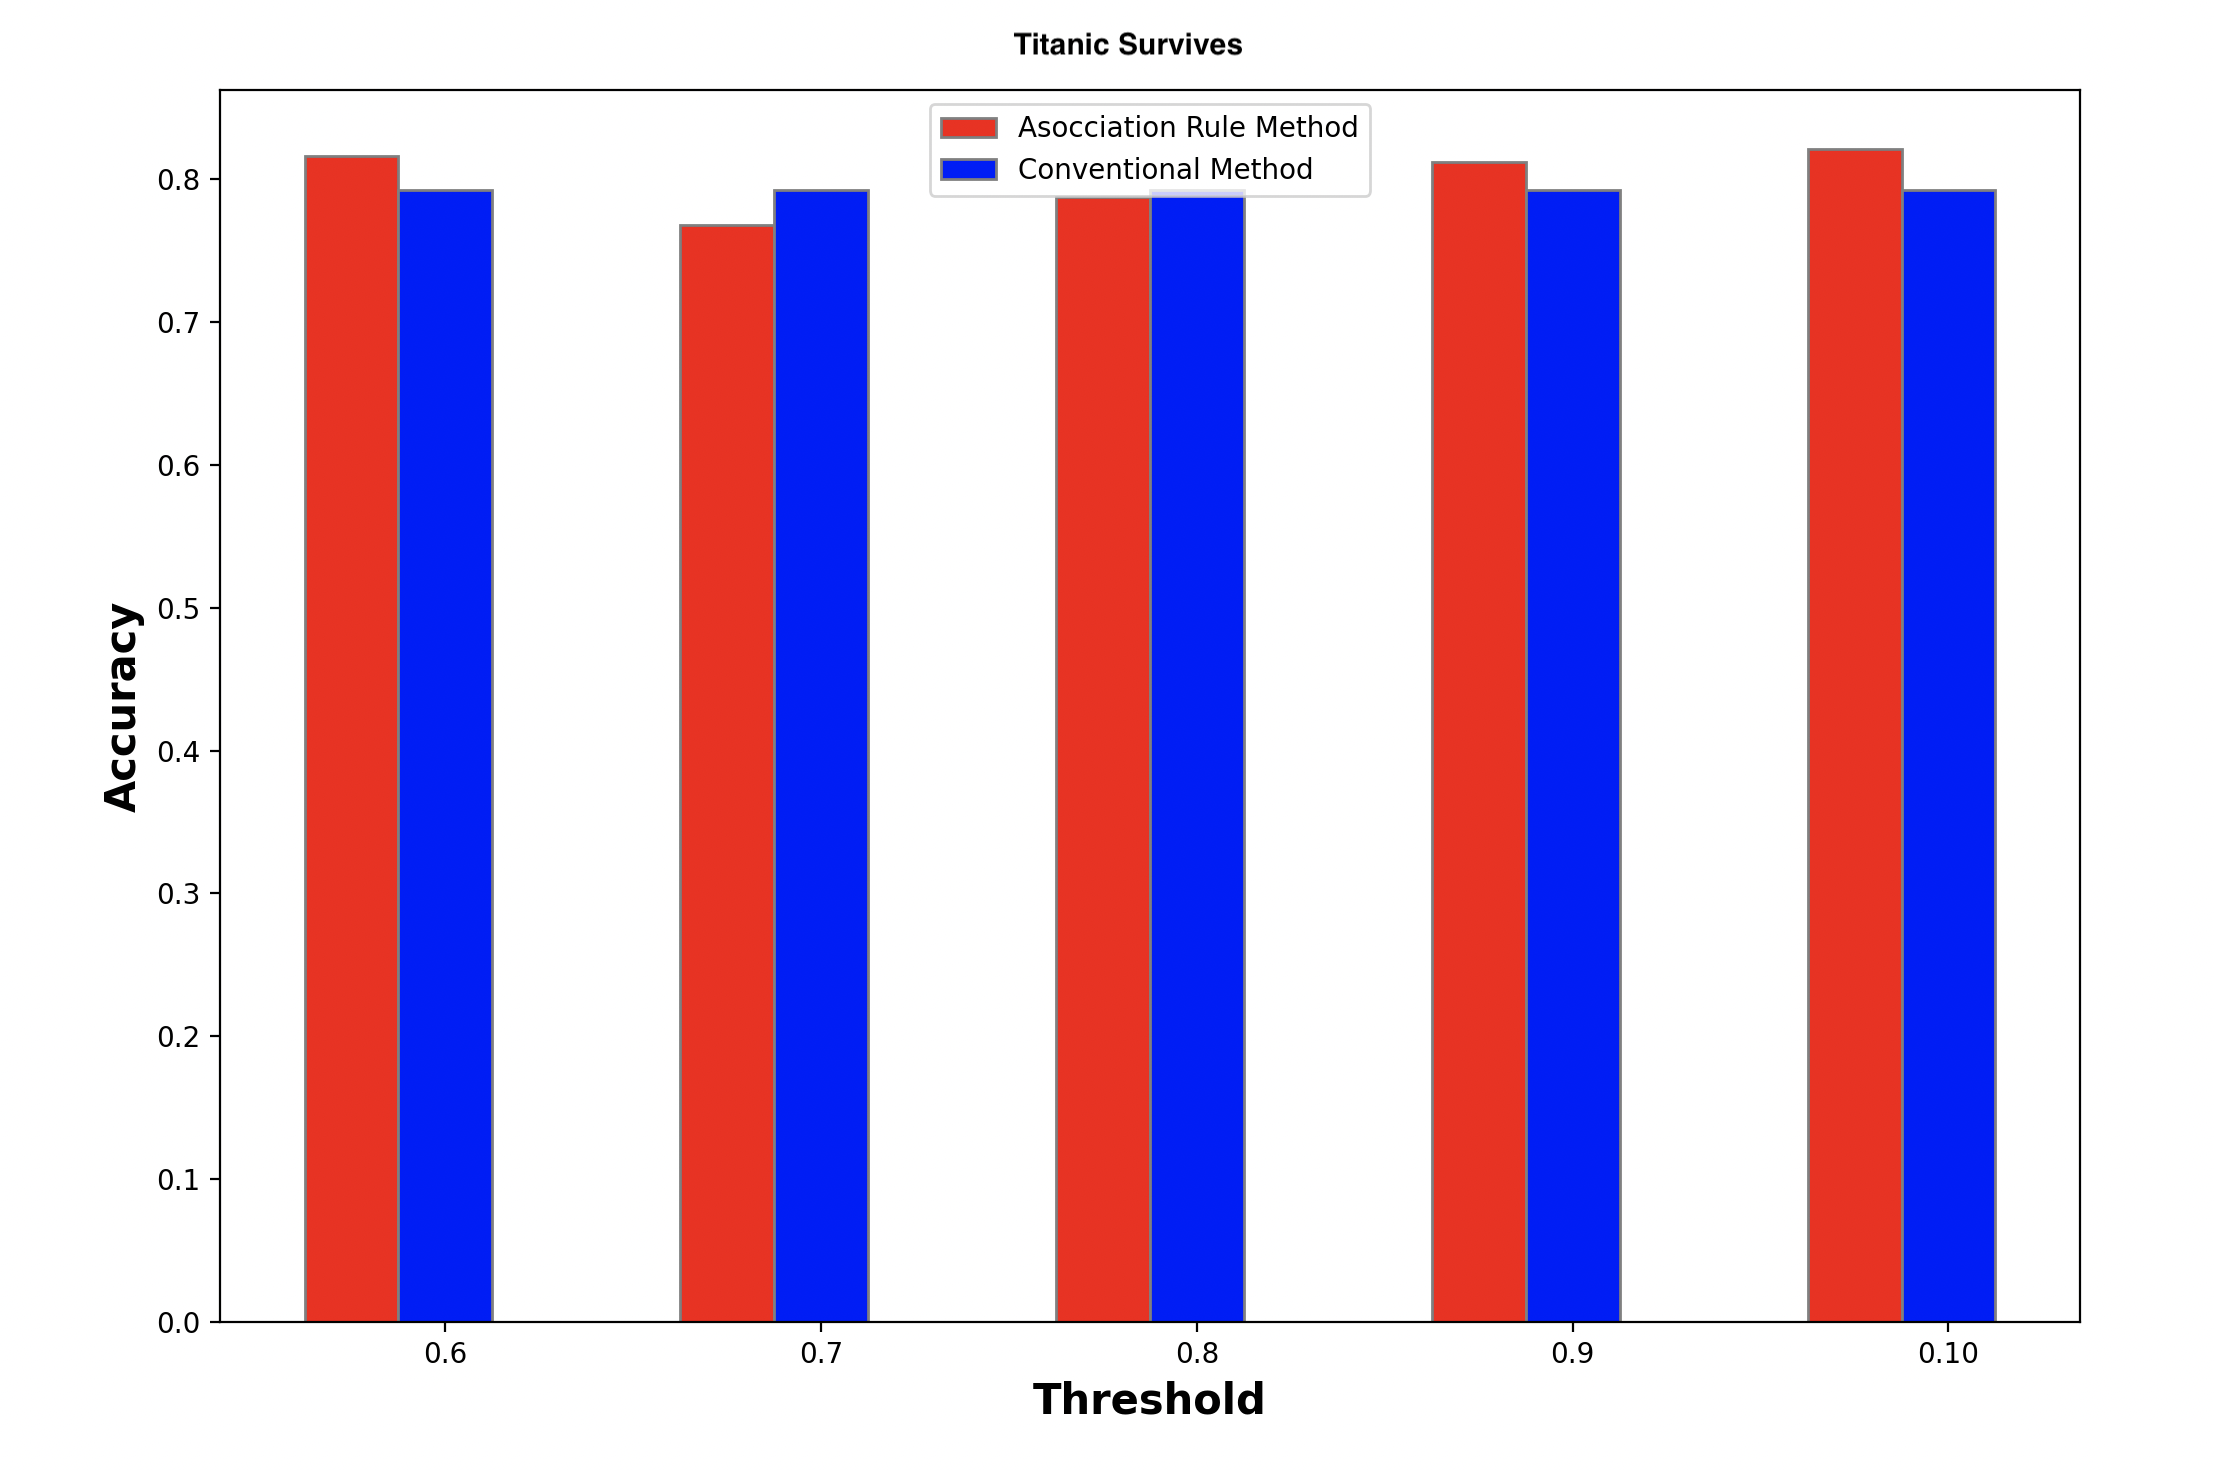 Titanic Survives
Asocciation Rule Method
Conventional Method
0.8
0.7
0.6
0.5
0.4
0.3
0.2
0.1
0.0
Accuracy
0.6 0.7 0.8 0.9 0.10
Threshold